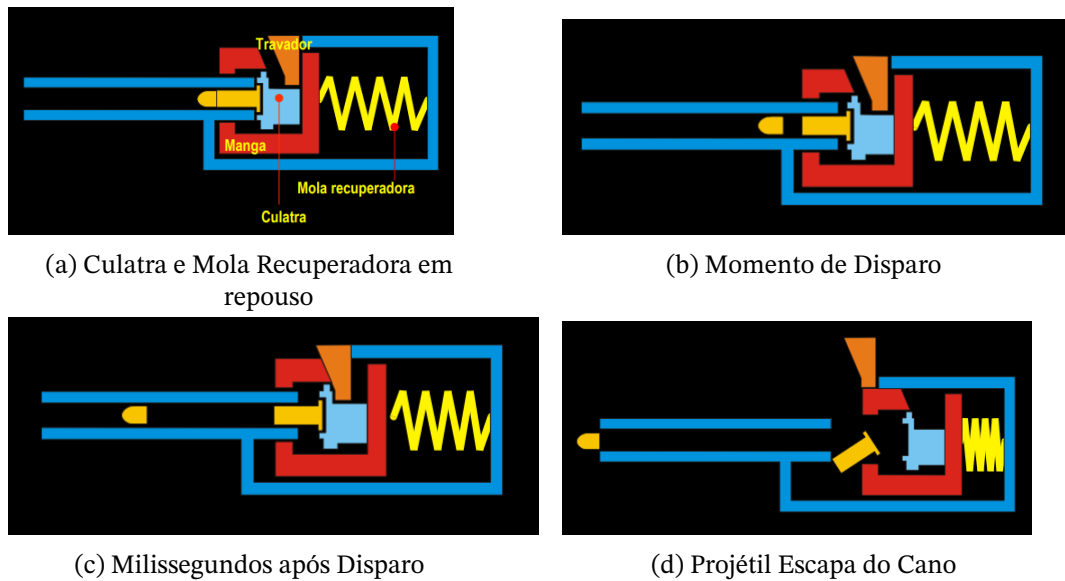 Travador
Manga
Mola recuperadora
Culatra
(a) Culatra e Mola Recuperadora em
repouso
(b) Momento de Disparo
(c) Milissegundos após Disparo
(d) Projétil Escapa do Cano